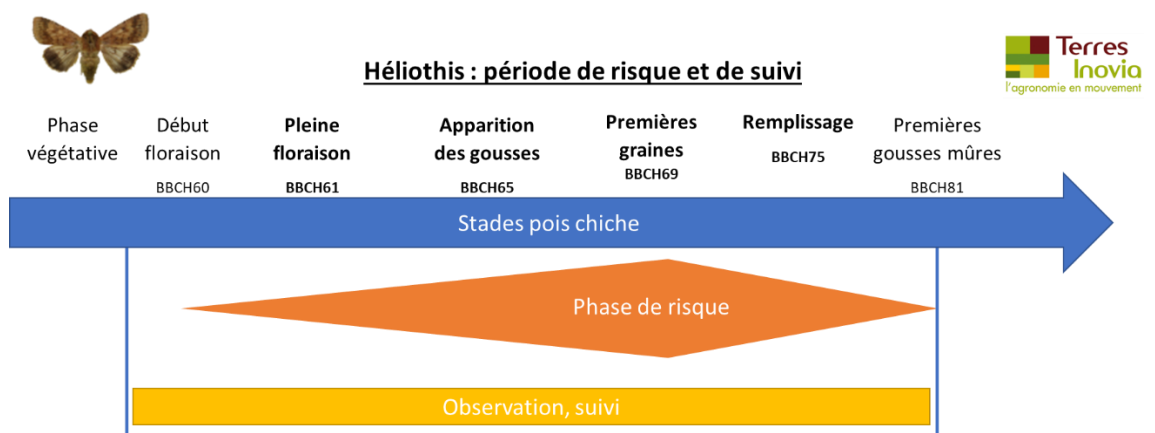 Terres
Inovia
l'agronomie en mouvement
Héliothis : période de risque et de suivi
Phase
végétative
Début
floraison
BBCH60
Pleine
floraison
BBCH61
Apparition
des gousses
BBCH65
Premières
graines
BBCH69
Remplissage
BBCH75
Premières
gousses mûres
BBCH81
Stades pois chiche
Phase de risque
Observation, suivi